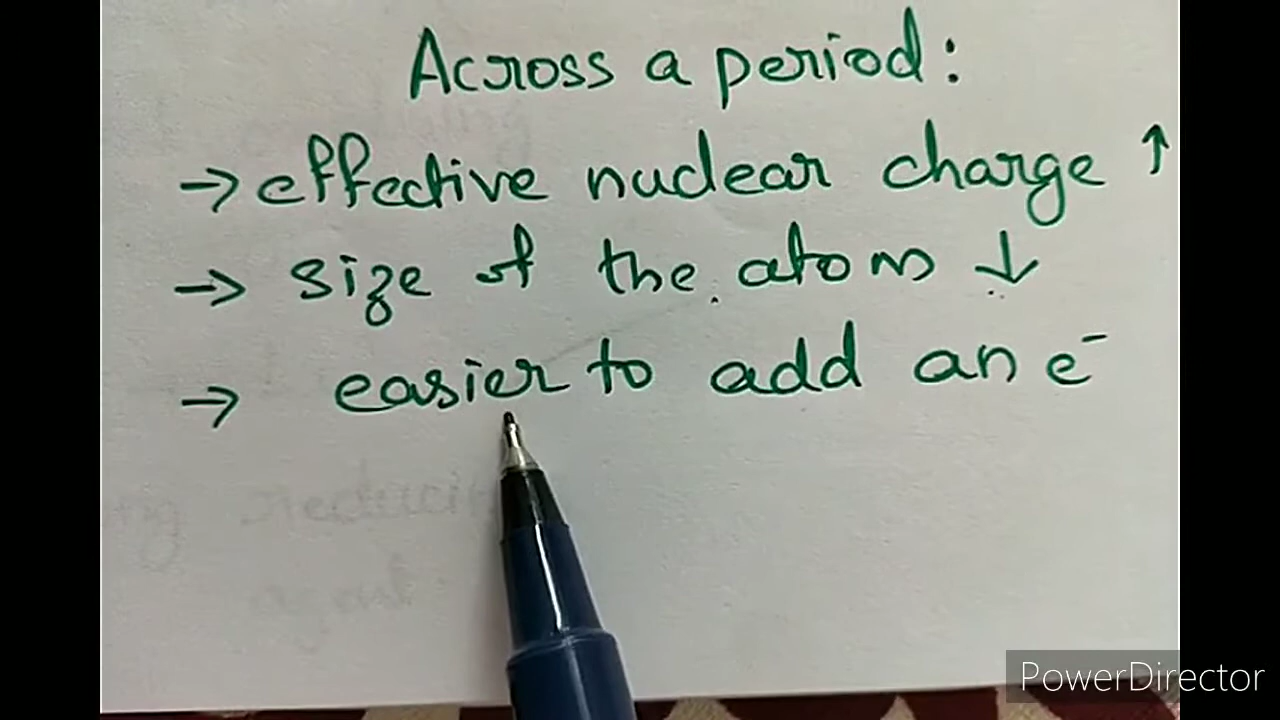 Across a period:
→ effective nuclear charge ↑
→ size of the atom ↓
→ easier to add an e⁻
PowerDirector